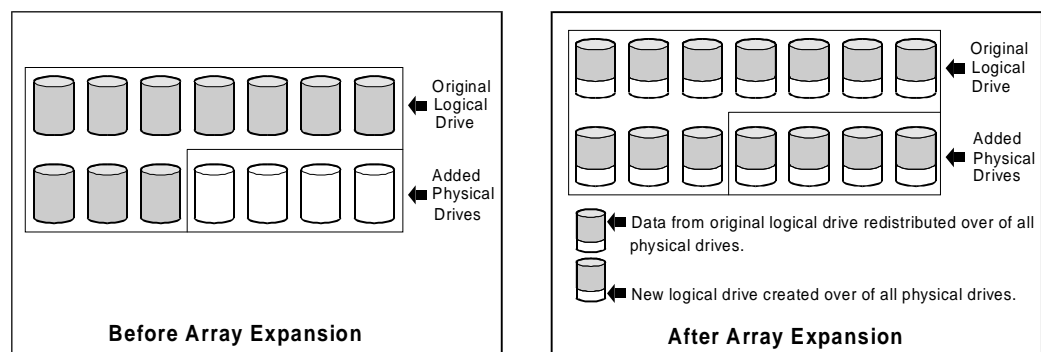 Original
Logical
Drive
Added
Physical
Drives
Before Array Expansion
Original
Logical
Drive
Added
Physical
Drives
Data from original logical drive redistributed over of all
physical drives.
New logical drive created over of all physical drives.
After Array Expansion